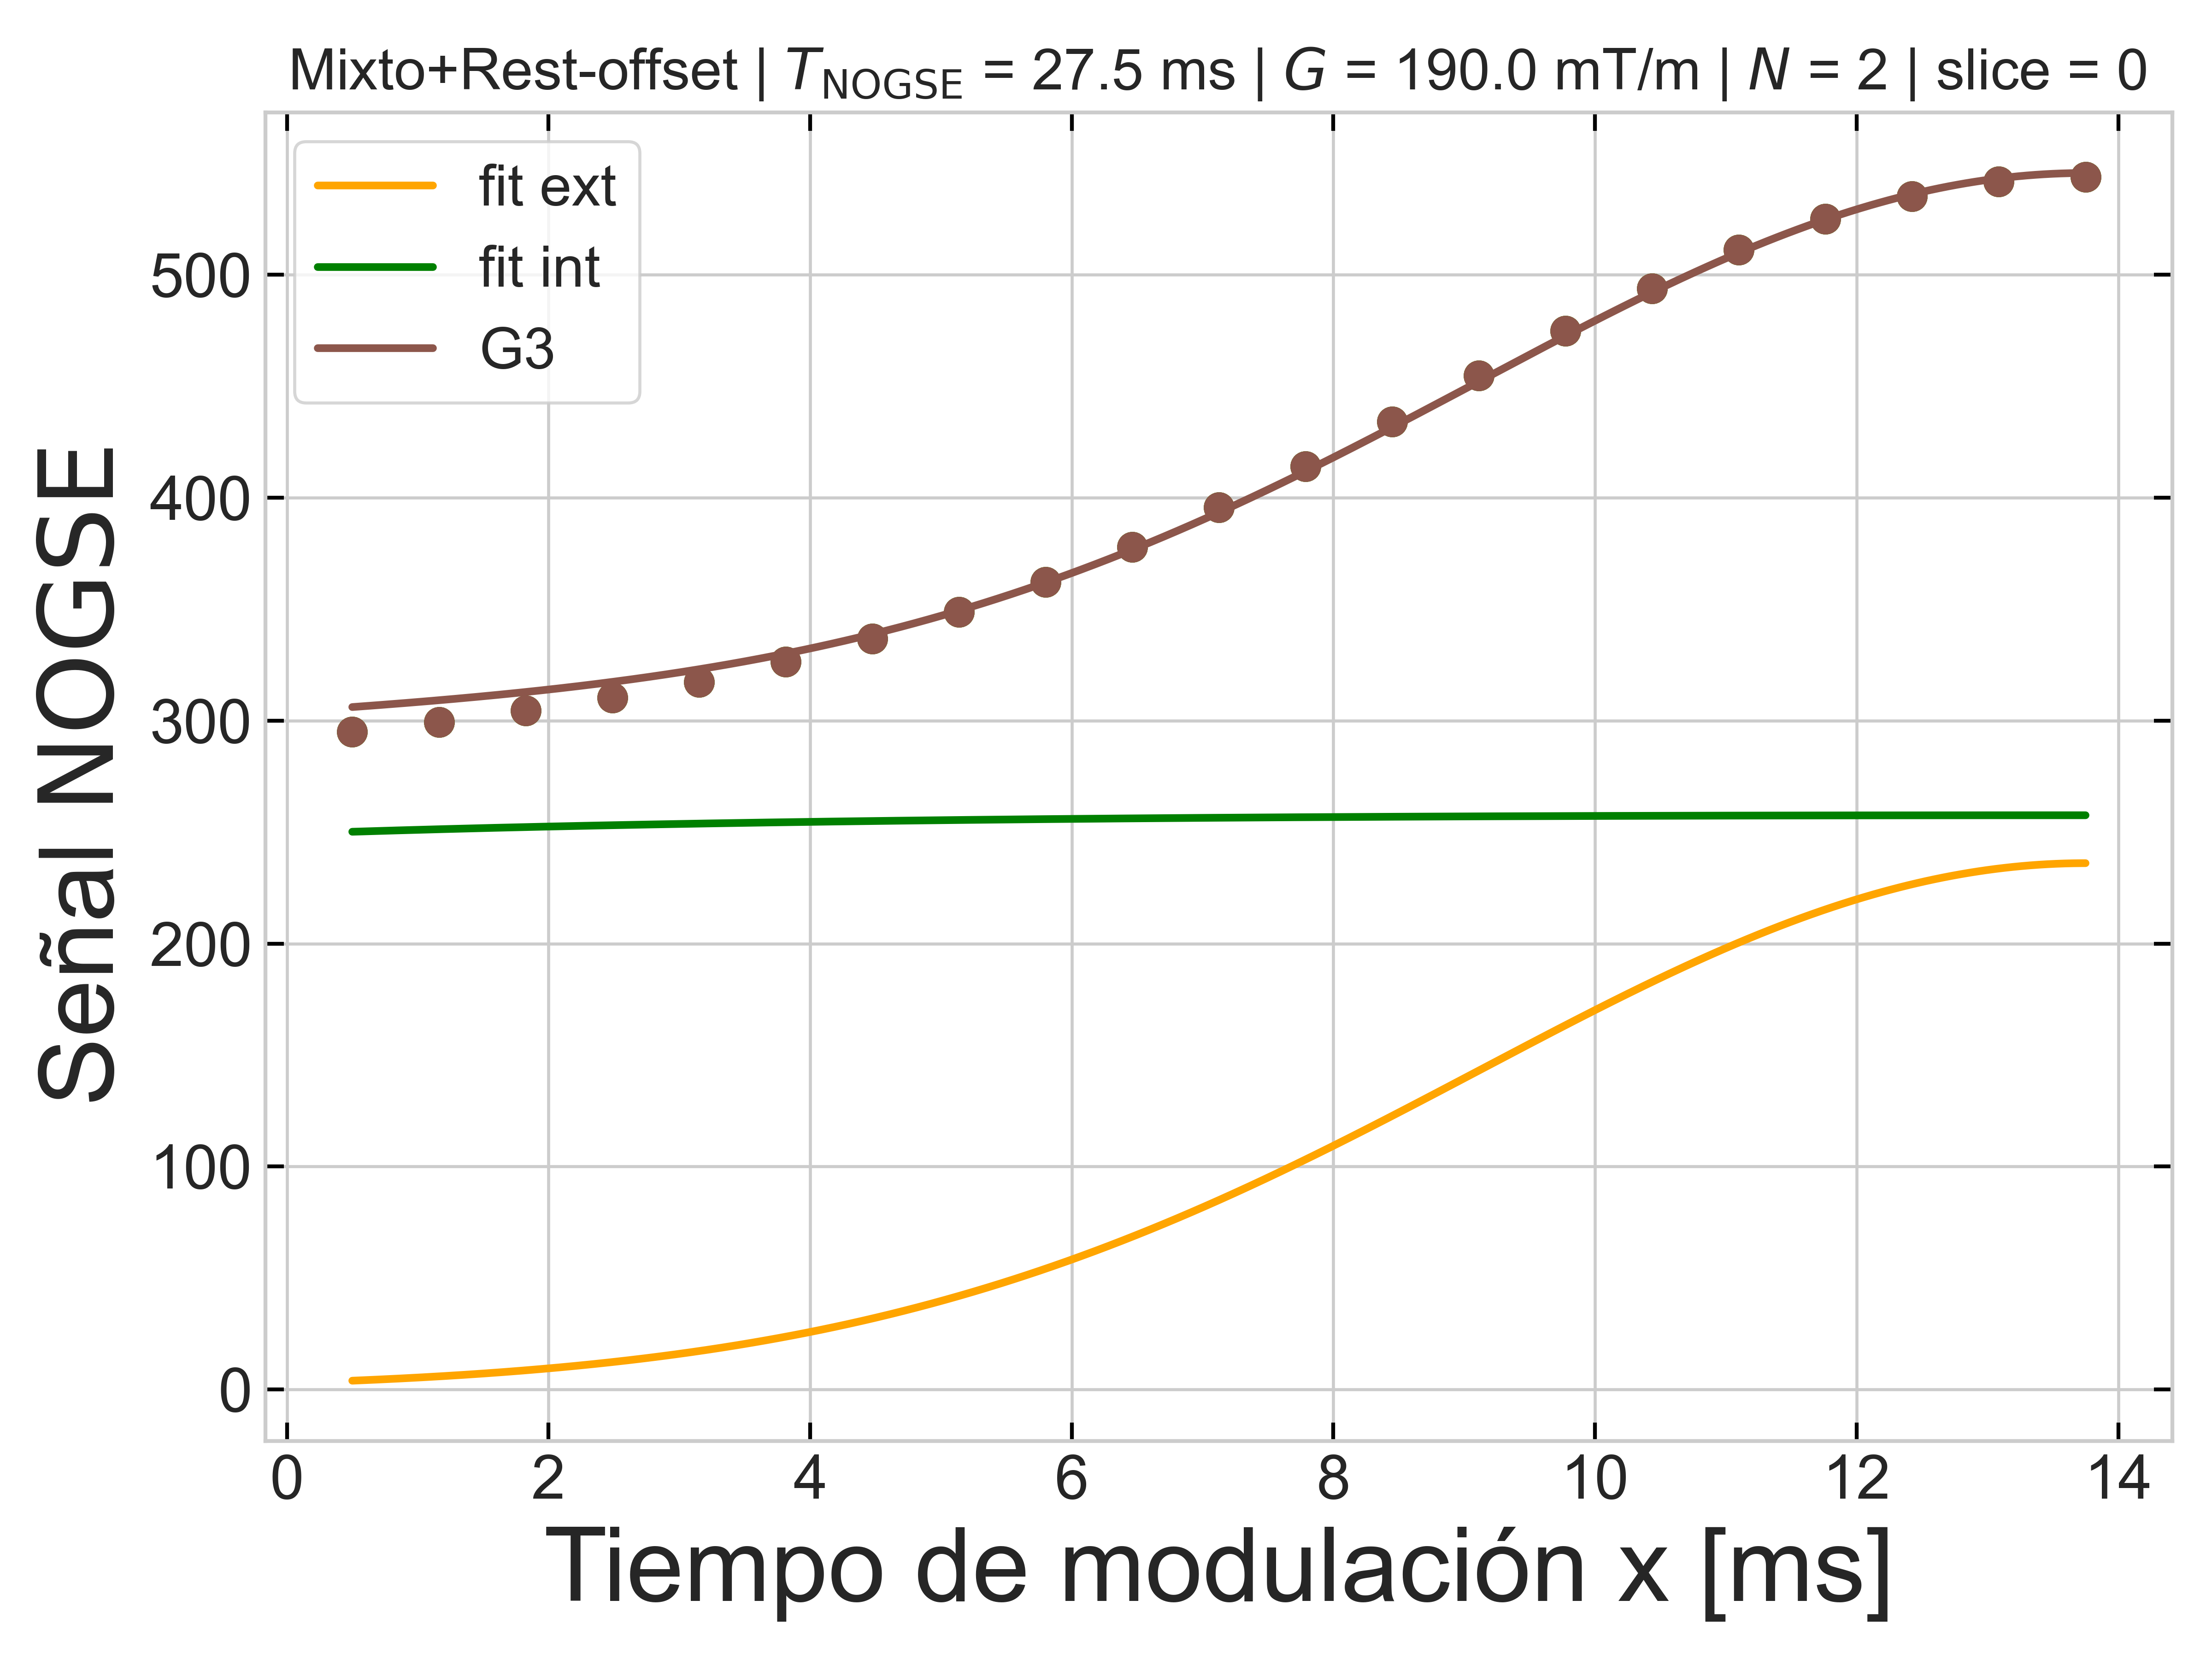 Mixto+Rest-offset | T_NOGSE = 27.5 ms | G = 190.0 mT/m | N = 2 | slice = 0
fit ext
fit int
G3
Señal NOGSE
500
400
300
200
100
0
0 2 4 6 8 10 12 14
Tiempo de modulación x [ms]